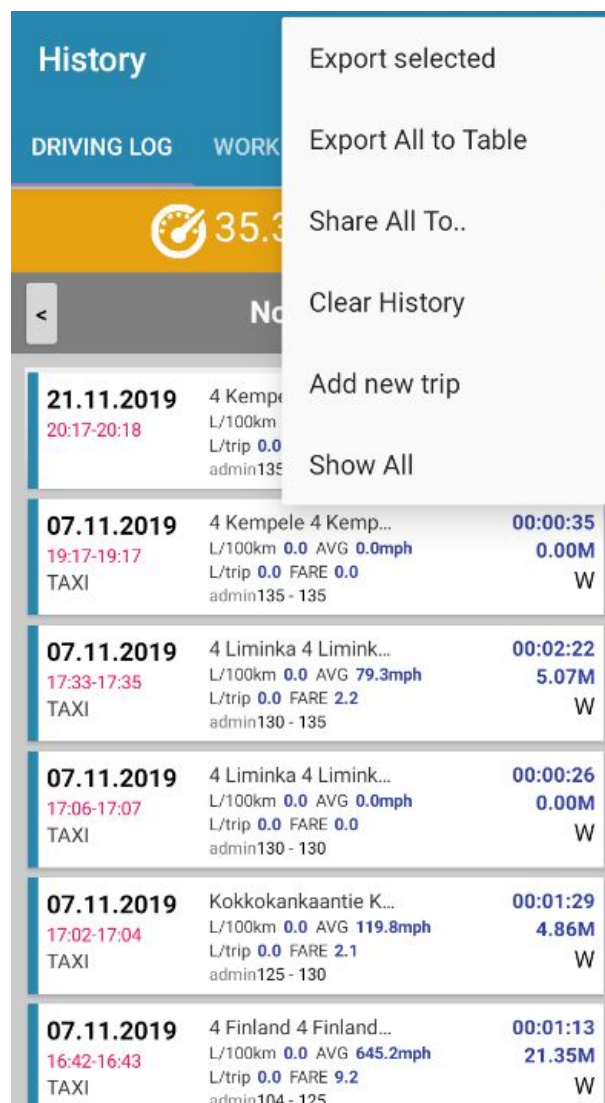 History
Export selected
Export All to Table
Share All To..
Clear History
Add new trip
Show All
DRIVING LOG WORK
35.3
<
21.11.2019
20:17-20:18
L/100km
L/trip 0.0
07.11.2019
19:17-19:17
TAXI
4 Kempele 4 Kemp...
L/100km 0.0 AVG 0.0mph
L/trip 0.0 FARE 0.0
admin135 - 135
00:00:35
0.00M
W
07.11.2019
17:33-17:35
TAXI
4 Liminka 4 Limink...
L/100km 0.0 AVG 79.3mph
L/trip 0.0 FARE 2.2
admin130 - 135
00:02:22
5.07M
W
07.11.2019
17:06-17:07
TAXI
4 Liminka 4 Limink...
L/100km 0.0 AVG 0.0mph
L/trip 0.0 FARE 0.0
admin130 - 130
00:00:26
0.00M
W
07.11.2019
17:02-17:04
TAXI
Kokkokankaantie K...
L/100km 0.0 AVG 119.8mph
L/trip 0.0 FARE 2.1
admin125 - 130
00:01:29
4.86M
W
07.11.2019
16:42-16:43
TAXI
4 Finland 4 Finland...
L/100km 0.0 AVG 645.2mph
L/trip 0.0 FARE 9.2
admin104 - 125
00:01:13
21.35M
W